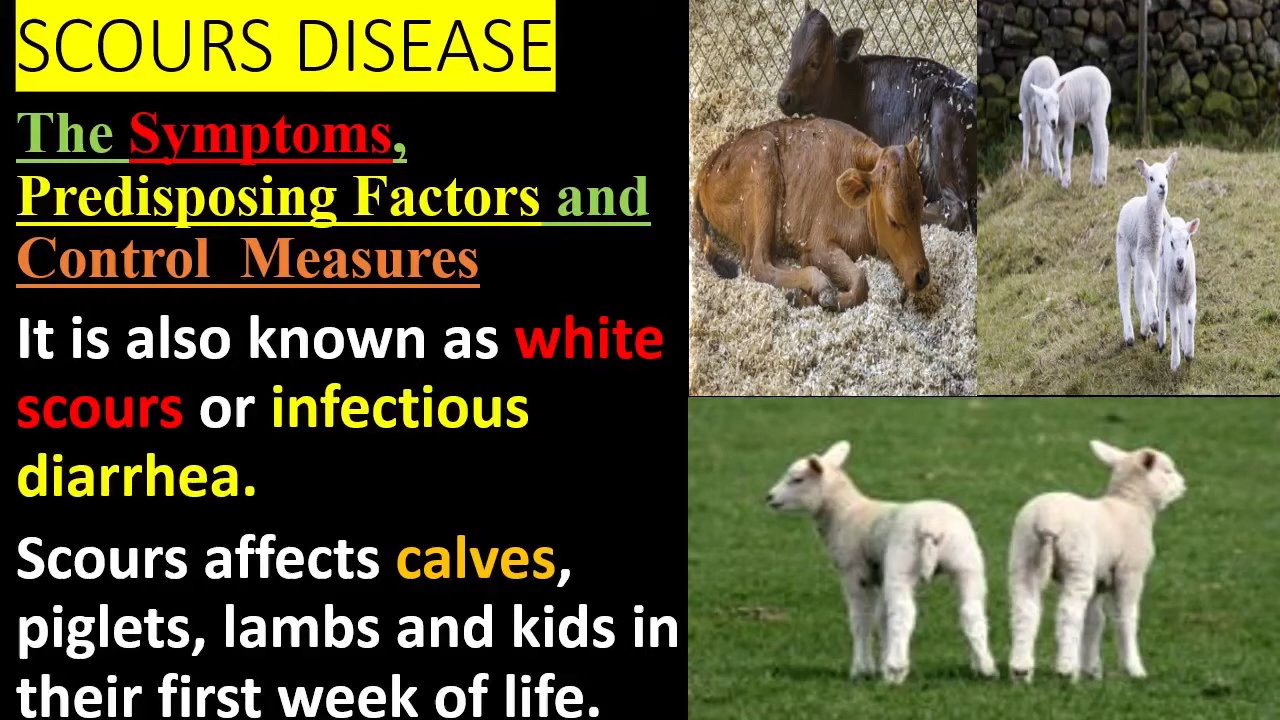 SCOURS DISEASE
The Symptoms,
Predisposing Factors and
Control  Measures
It is also known as white
scours or infectious
diarrhea.
Scours affects calves,
piglets, lambs and kids in
their first week of life.